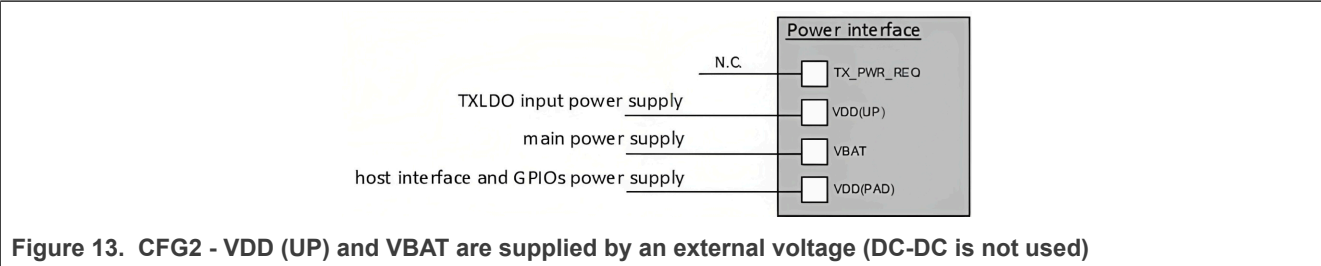 Power interface
N.C.
TX_PWR_REQ
TXLDO input power supply
VDD(UP)
main power supply
VBAT
host interface and GPIOs power supply
VDD(PAD)
Figure 13. CFG2 - VDD (UP) and VBAT are supplied by an external voltage (DC-DC is not used)